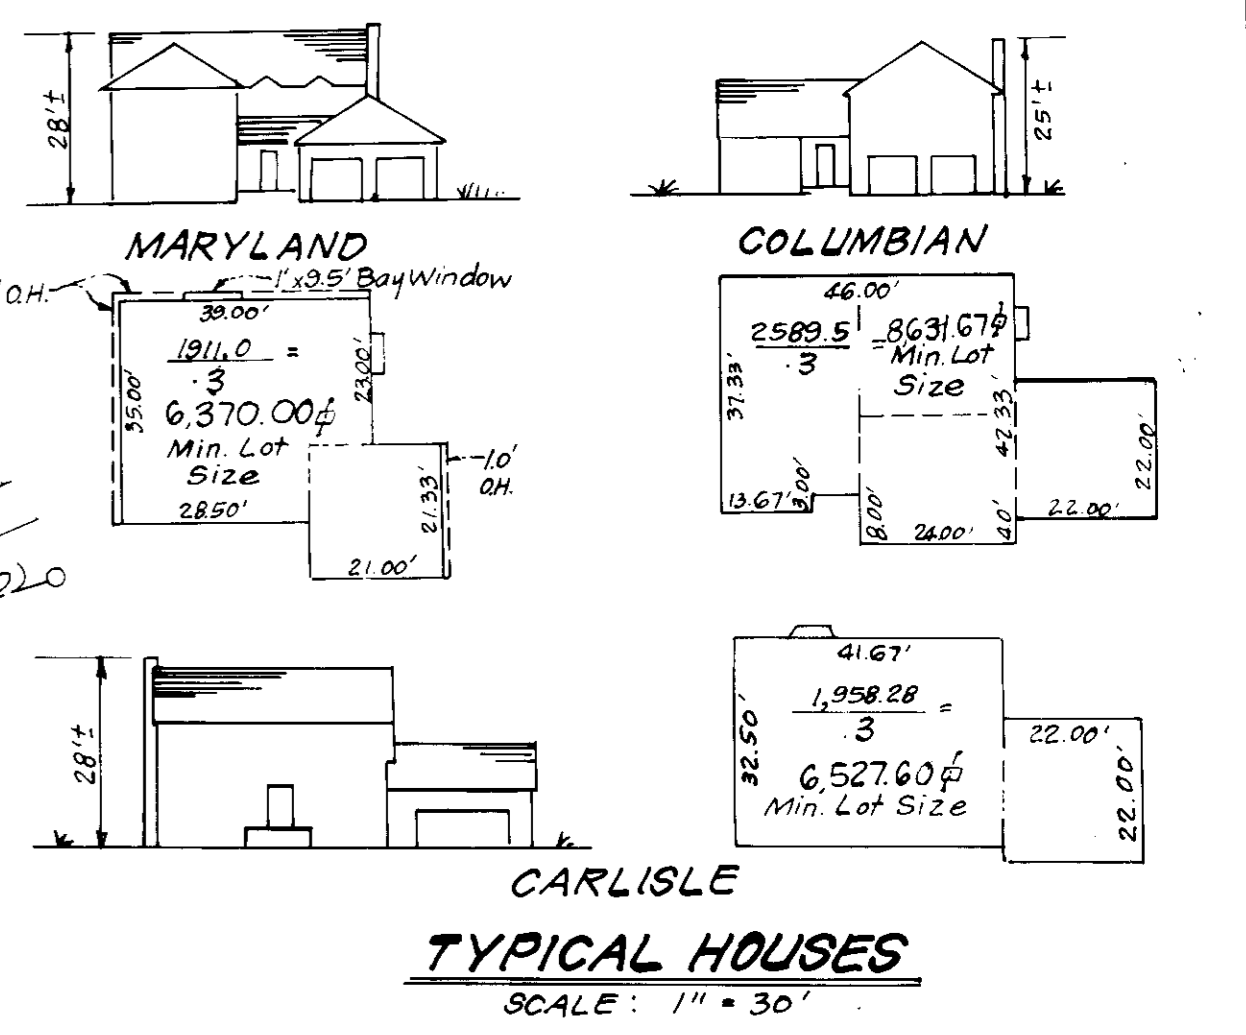 28'±
25'±
MARYLAND
COLUMBIAN
O.H.
1' x9.5' Bay Window
39.00'
1911.0 =
.3
6,370.00
Min. Lot
Size
35.00'
23.00'
28.50'
21.33'
21.00'
1.0'
O.H.
46.00'
2589.5 = 8,631.67
.3
Min. Lot
Size
37.33'
42.33'
13.67'
3.00'
8.00'
24.00'
4.0'
22.00'
22.00'
28'±
41.67'
1,958.28 =
.3
6,527.60
Min. Lot Size
32.50'
22.00'
22.00'
CARLISLE
TYPICAL HOUSES
SCALE: 1" = 30'